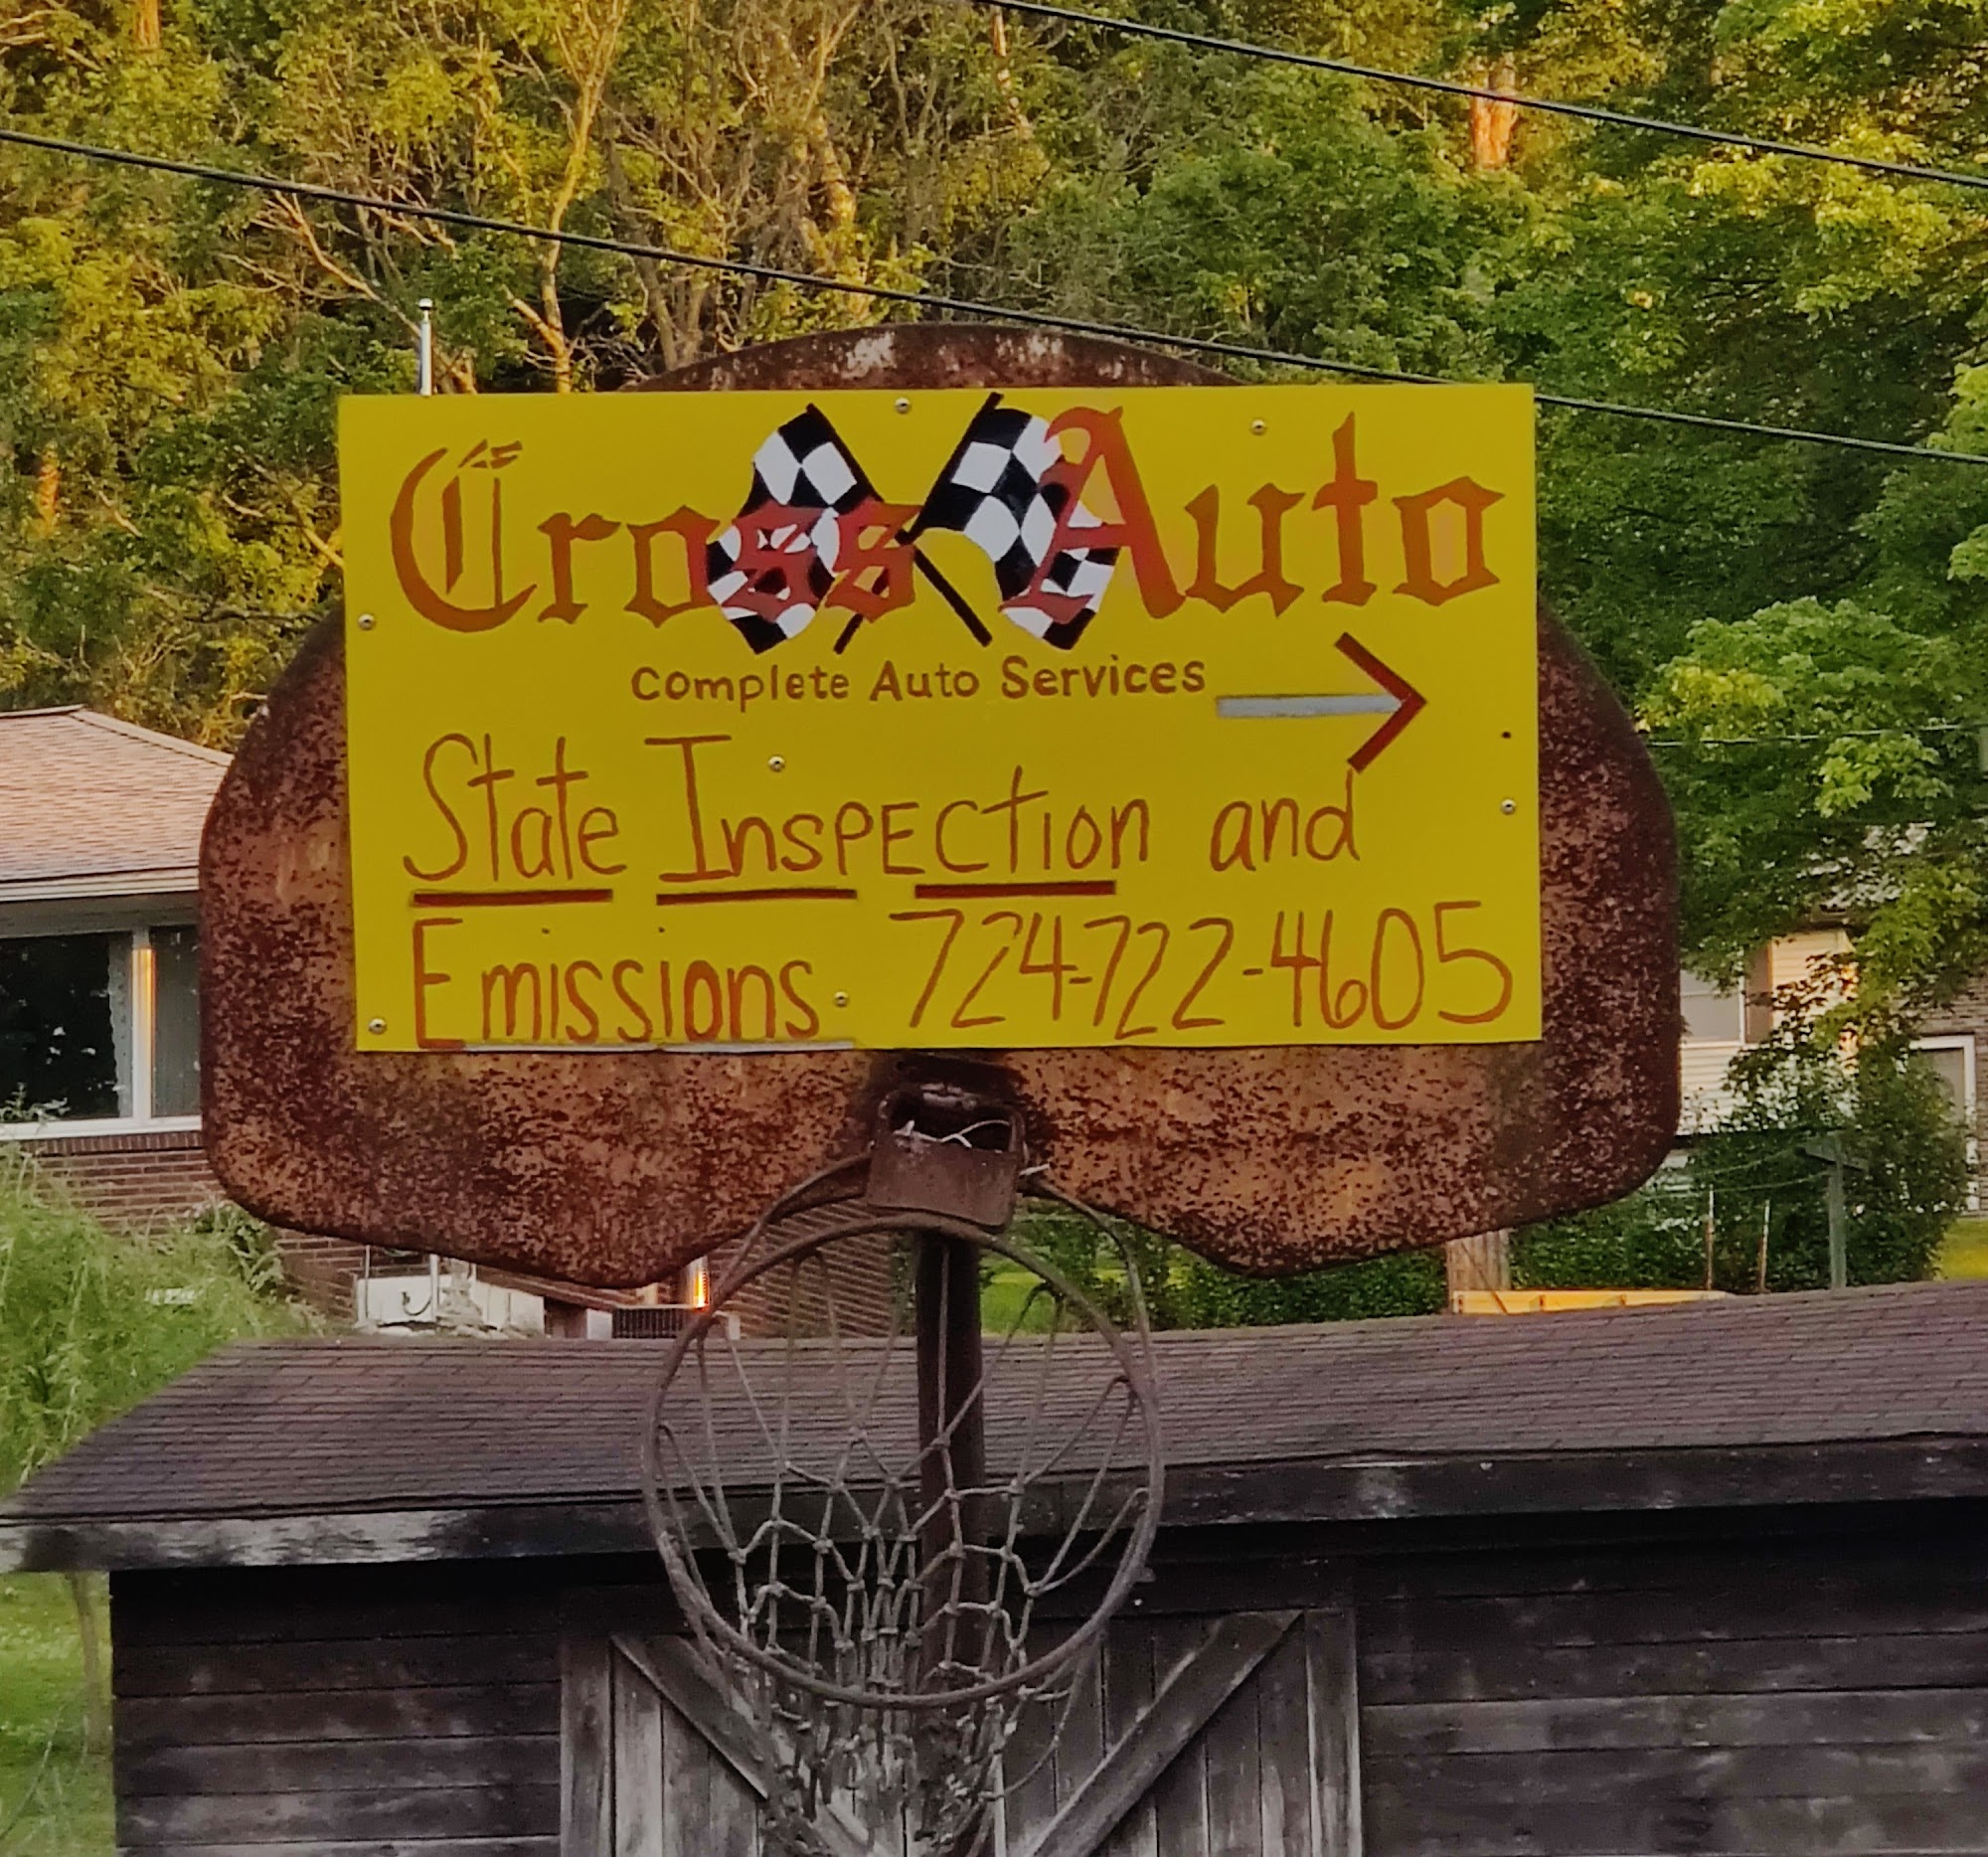 Cross Auto
Complete Auto Services
State Inspection and
Emissions 724-722-4605